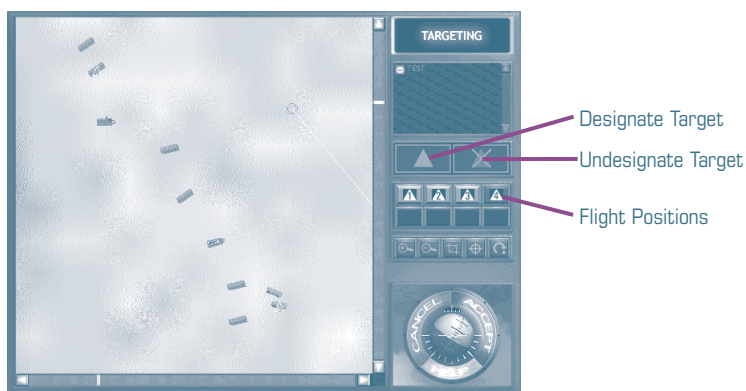 TARGETING
TEST
Designate Target
Undesignate Target
1 2 3 4
Flight Positions
CANCEL
ACCEPT
HELP